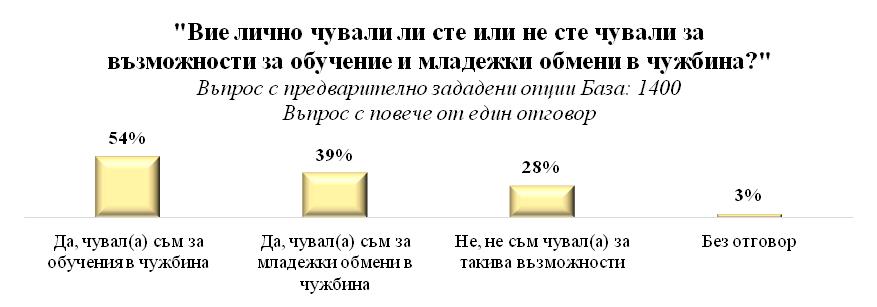 "Вие лично чували ли сте или не сте чували за
възможности за обучение и младежки обмени в чужбина?"
Въпрос с предварително зададени опции База: 1400
Въпрос с повече от един отговор
54%
39%
28%
3%
Да, чувал(а) съм за
обучения в чужбина
Да, чувал(а) съм за
младежки обмени в
чужбина
Не, не съм чувал(а) за
такива възможности
Без отговор